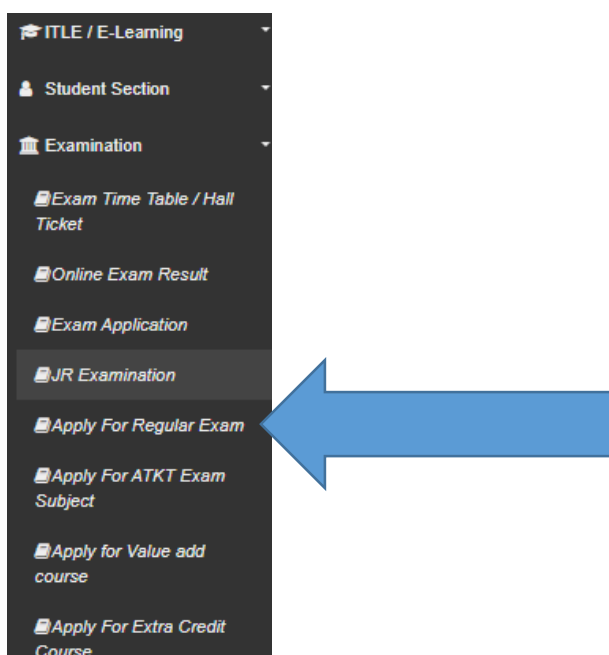 ITLE / E-Learning
Student Section
Examination
Exam Time Table / Hall
Ticket
Online Exam Result
Exam Application
JR Examination
Apply For Regular Exam
Apply For ATKT Exam
Subject
Apply for Value add
course
Apply For Extra Credit
Course